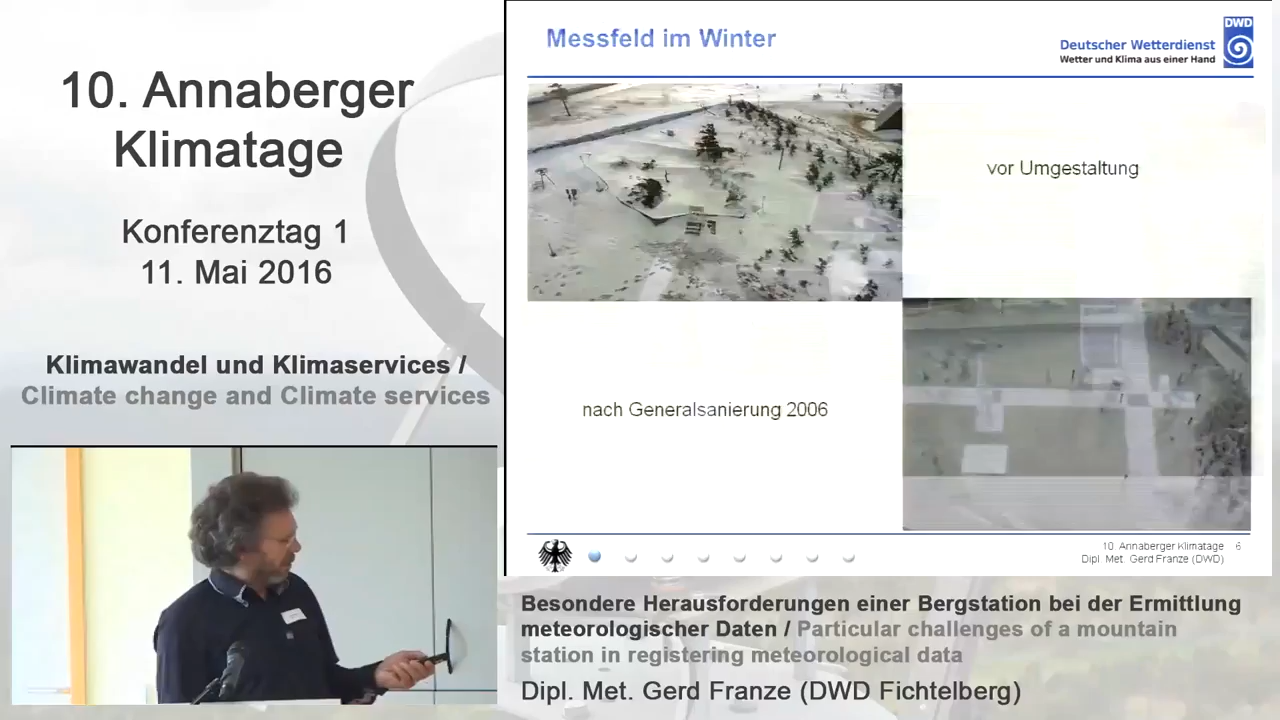 10. Annaberger
Klimatage
Konferenztag 1
11. Mai 2016
Klimawandel und Klimaservices /
Climate change and Climate services
Messfeld im Winter
DWD
Deutscher Wetterdienst
Wetter und Klima aus einer Hand
vor Umgestaltung
nach Generalsanierung 2006
10. Annaberger Klimatage 6
Dipl. Met. Gerd Franze (DWD)
Besondere Herausforderungen einer Bergstation bei der Ermittlung
meteorologischer Daten / Particular challenges of a mountain
station in registering meteorological data
Dipl. Met. Gerd Franze (DWD Fichtelberg)